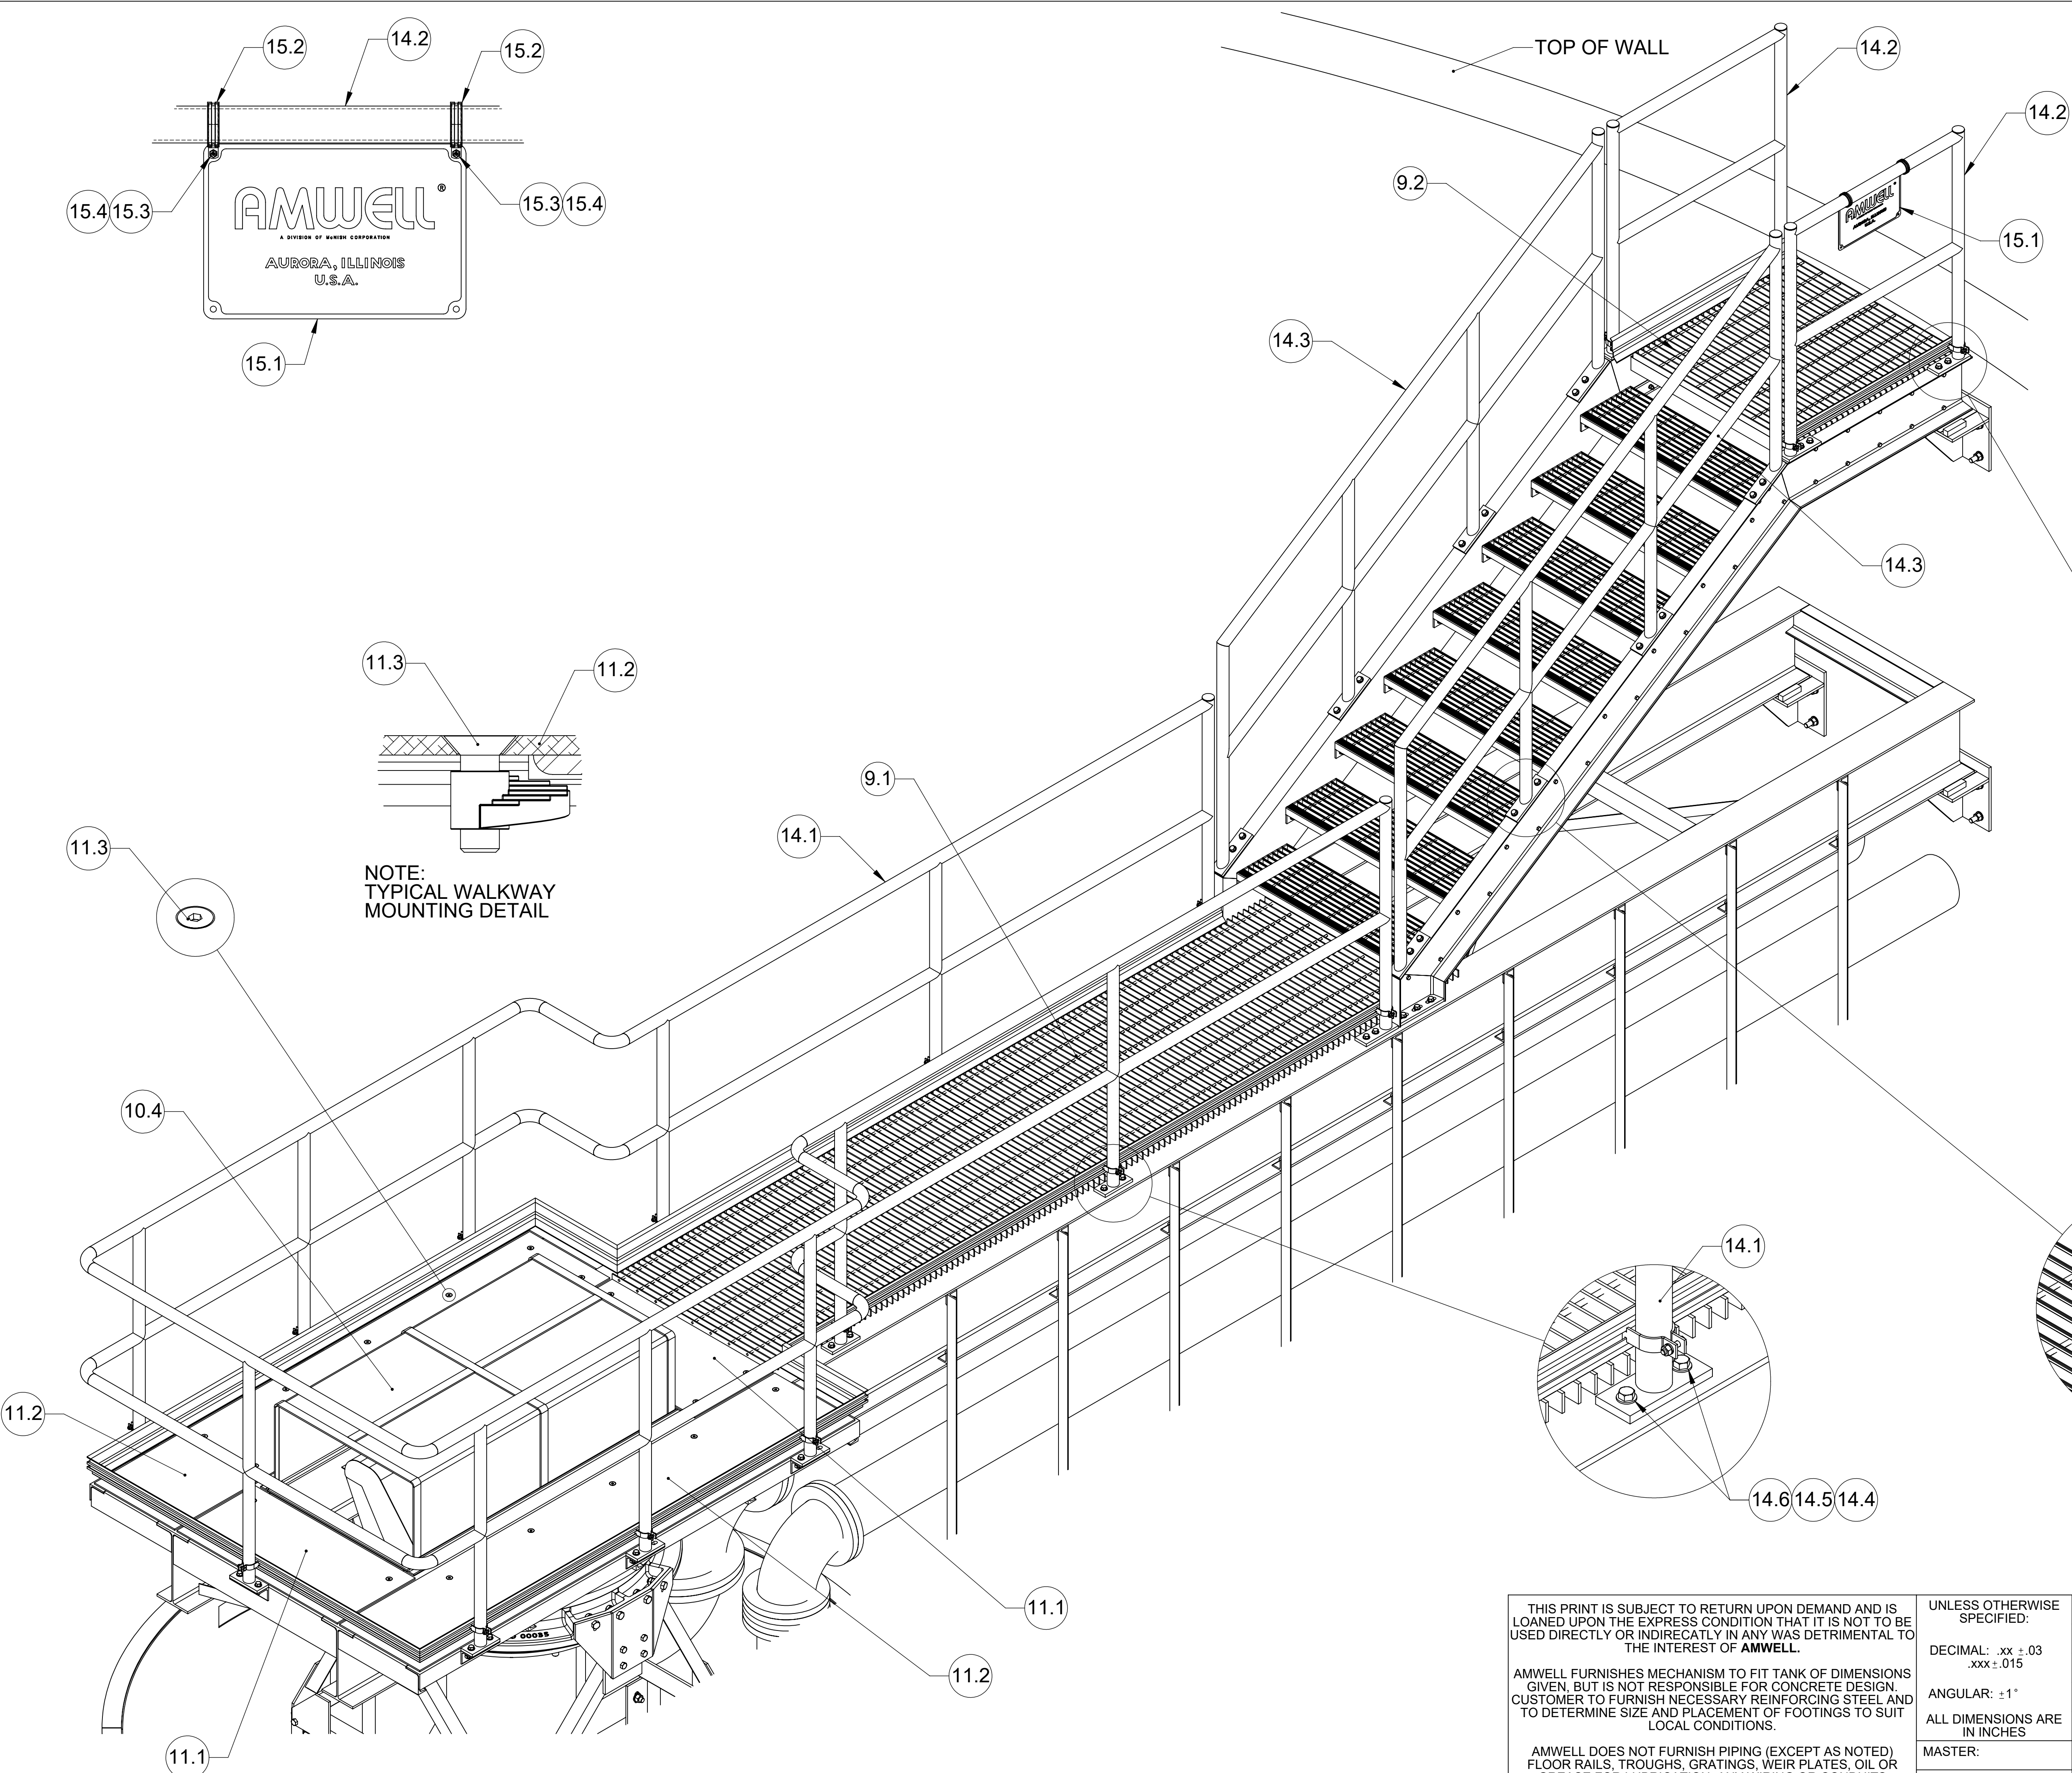 15.2
14.2
15.2
15.4 15.3
15.3 15.4
AMWELL®
A DIVISION OF McNISH CORPORATION
AURORA, ILLINOIS
U.S.A.
15.1
TOP OF WALL
14.2
14.2
9.2
AMWELL
AURORA, ILLINOIS
U.S.A.
15.1
14.3
14.3
11.3
11.2
NOTE:
TYPICAL WALKWAY
MOUNTING DETAIL
9.1
14.1
11.3
10.4
11.2
14.1
14.6 14.5 14.4
11.1
11.2
00035
11.1
THIS PRINT IS SUBJECT TO RETURN UPON DEMAND AND IS
LOANED UPON THE EXPRESS CONDITION THAT IT IS NOT TO BE
USED DIRECTLY OR INDIRECATLY IN ANY WAS DETRIMENTAL TO
THE INTEREST OF AMWELL.
AMWELL FURNISHES MECHANISM TO FIT TANK OF DIMENSIONS
GIVEN, BUT IS NOT RESPONSIBLE FOR CONCRETE DESIGN.
CUSTOMER TO FURNISH NECESSARY REINFORCING STEEL AND
TO DETERMINE SIZE AND PLACEMENT OF FOOTINGS TO SUIT
LOCAL CONDITIONS.
AMWELL DOES NOT FURNISH PIPING (EXCEPT AS NOTED)
FLOOR RAILS, TROUGHS, GRATINGS, WEIR PLATES, OIL OR
UNLESS OTHERWISE
SPECIFIED:
DECIMAL: .xx ±.03
.xxx±.015
ANGULAR: ±1°
ALL DIMENSIONS ARE
IN INCHES
MASTER: